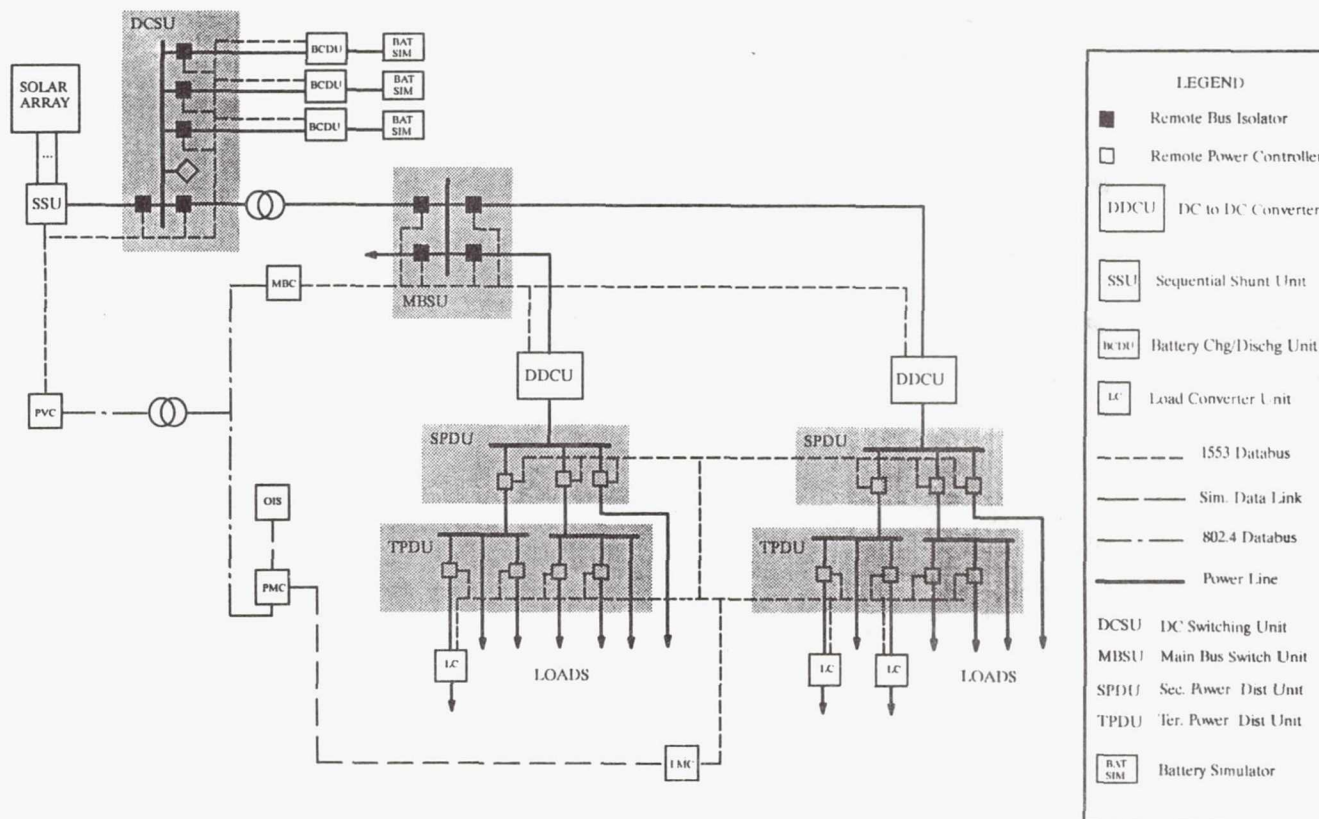 DCSU
BCDU
BAT
SIM
BCDU
BAT
SIM
BCDU
BAT
SIM
SOLAR
ARRAY
...
SSU
MBC
MBSU
DDCU
DDCU
PVC
SPDU
SPDU
OIS
TPDU
TPDU
PMC
LC
LOADS
LC
LC
LOADS
LMC
LEGEND
Remote Bus Isolator
Remote Power Controller
DDCU DC to DC Converter
SSU Sequential Shunt Unit
BCDU Battery Chg/Dischg Unit
LC Load Converter Unit
1553 Databus
Sim. Data Link
802.4 Databus
Power Line
DCSU DC Switching Unit
MBSU Main Bus Switch Unit
SPDU Sec. Power Dist Unit
TPDU Ter. Power Dist Unit
BAT
SIM
Battery Simulator